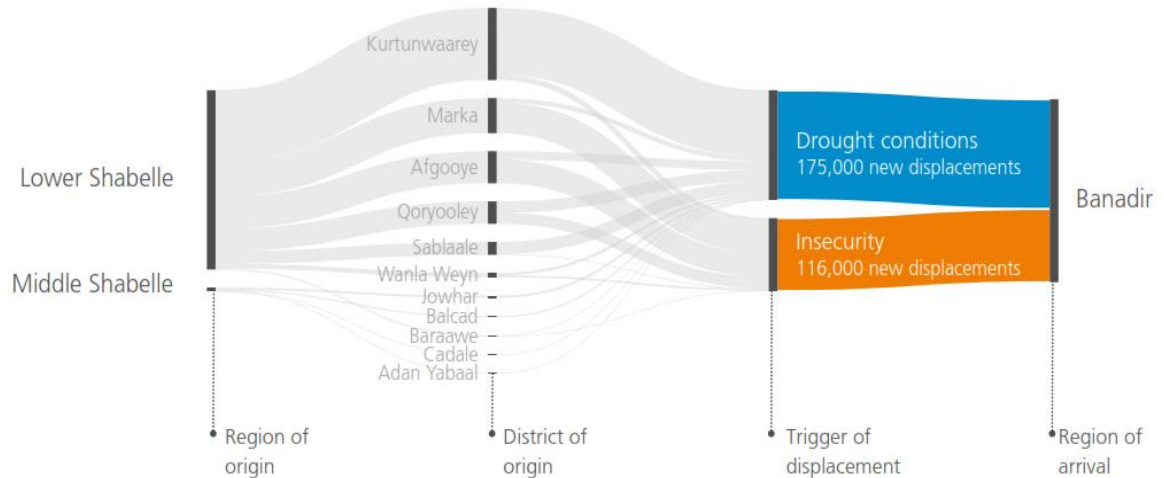 Kurtunwaarey
Marka
Drought conditions
175,000 new displacements
Afgooye
Lower Shabelle
Banadir
Qoryooley
Insecurity
116,000 new displacements
Sablaale
Wanla Weyn
Middle Shabelle
Jowhar
Balcad
Baraawe
Cadale
Adan Yabaal
Region of
origin
District of
origin
Trigger of
displacement
Region of
arrival